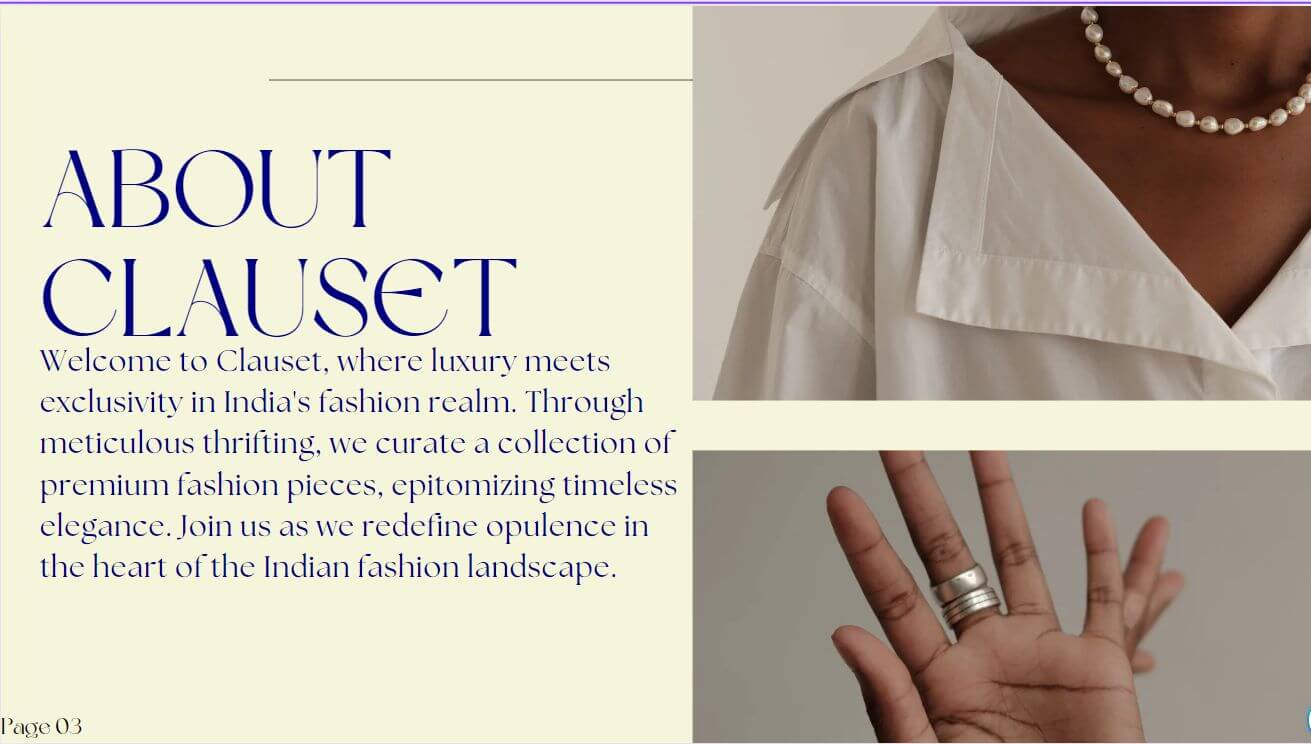 ABOUT
CLAUSET
Welcome to Clauset, where luxury meets
exclusivity in India's fashion realm. Through
meticulous thrifting, we curate a collection of
premium fashion pieces, epitomizing timeless
elegance. Join us as we redefine opulence in
the heart of the Indian fashion landscape.
Page 03